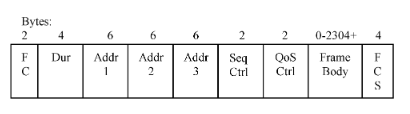 Bytes:
2 4 6 6 6 2 2 0-2304+ 4
F C Dur Addr 1 Addr 2 Addr 3 Seq Ctrl QoS Ctrl Frame Body F C S